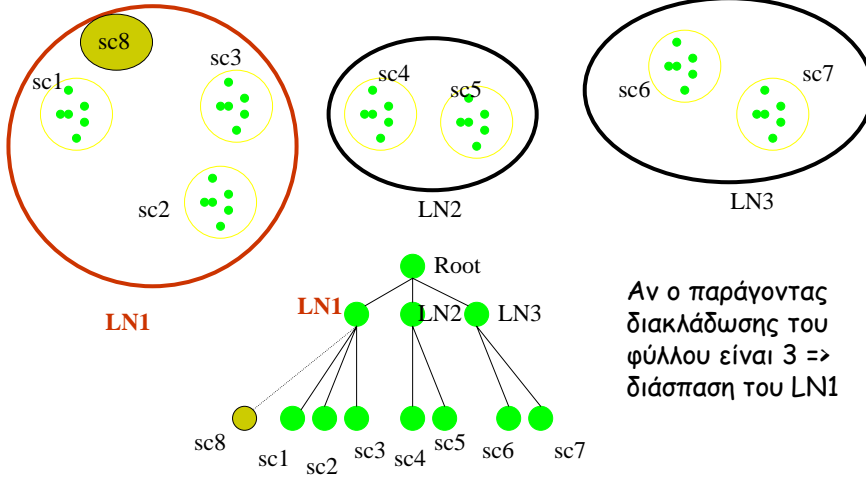 sc8
sc3
sc1
sc2
LN1
sc4
sc5
LN2
sc6
sc7
LN3
Root
LN1
LN2
LN3
sc8
sc1
sc2
sc3
sc4
sc5
sc6
sc7
Αν ο παράγοντας
διακλάδωσης του
φύλλου είναι 3 =>
διάσπαση του LN1